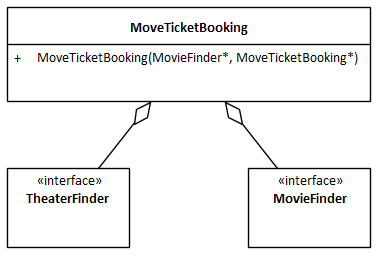 MoveTicketBooking
+ MoveTicketBooking(MovieFinder*, MoveTicketBooking*)
«interface»
TheaterFinder
«interface»
MovieFinder